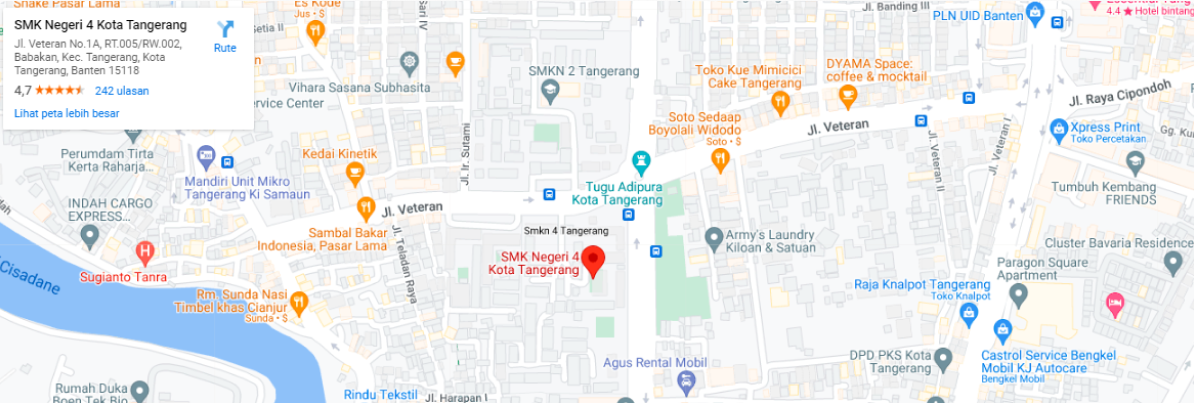 SMK Negeri 4 Kota Tangerang
Jl. Veteran No.1A, RT.005/RW.002,
Babakan, Kec. Tangerang, Kota
Tangerang, Banten 15118
4,7
242 ulasan
Lihat peta lebih besar
Rute
Snake Pasar Lama
Es Kode
Jus • $
Jl. Banding III
PLN UID Banten
4.4 ★ Hotel bintang
SMKN 2 Tangerang
Vihara Sasana Subhasita
ervice Center
Toko Kue Mimicici
Cake Tangerang
DYAMA Space:
coffee & mocktail
Jl. Raya Cipondoh
Soto Sedaap
Boyolali Widodo
Soto • $
Jl. Veteran
Xpress Print
Toko Percetakan
Gg. Ku
Jl. Veteran I
Jl. Veteran II
Jl. Ir. Sutami
Perumdam Tirta
Kerta Raharja...
Kedai Kinetik
Mandiri Unit Mikro
Tangerang Ki Samaun
Tugu Adipura
Kota Tangerang
Tumbuh Kembang
FRIENDS
INDAH CARGO
EXPRESS...
Jl. Veteran
Sambal Bakar
Indonesia, Pasar Lama
Jl. Teladan Raya
Smkn 4 Tangerang
SMK Negeri 4
Kota Tangerang
Army's Laundry
Kiloan & Satuan
Cluster Bavaria Residence
Paragon Square
Apartment
Cisadane
Sugianto Tanra
Rm. Sunda Nasi
Timbel khas Cianjur
Sunda • $
Raja Knalpot Tangerang
Toko Knalpot
Agus Rental Mobil
DPD PKS Kota
Tangerang
Castrol Service Bengkel
Mobil KJ Autocare
Bengkel Mobil
Rumah Duka
Boen Tek Bio
Rindu Tekstil
Jl. Harapan I